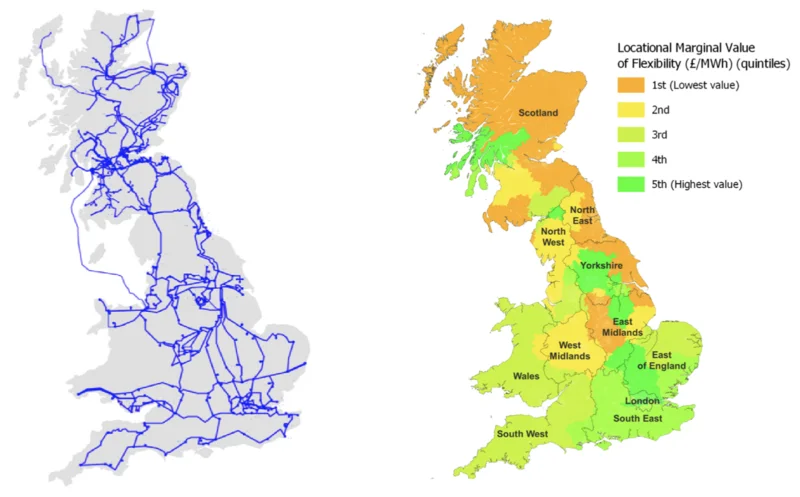 Locational Marginal Value
of Flexibility (£/MWh) (quintiles)
1st (Lowest value)
2nd
3rd
4th
5th (Highest value)
Scotland
North
East
North
West
Yorkshire
East
Midlands
West
Midlands
East
of England
Wales
London
South East
South West